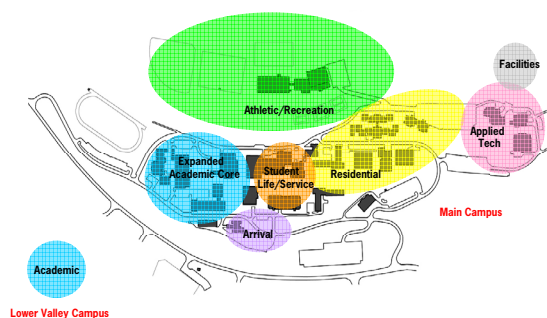 Facilities
Athletic/Recreation
Applied
Tech
Expanded
Academic Core
Student
Life/Service
Residential
Main Campus
Arrival
Academic
Lower Valley Campus